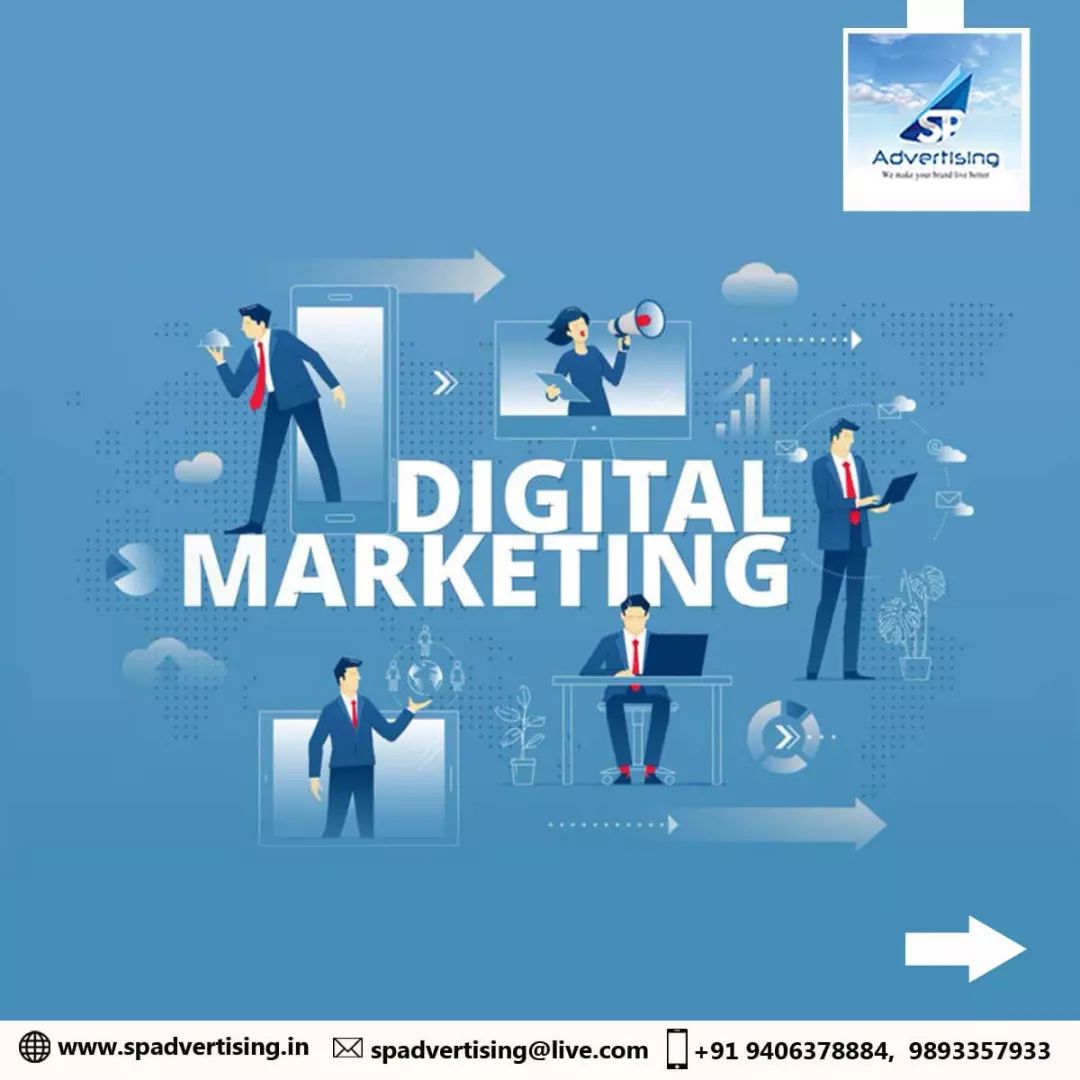 SP
Advertising
We make your brand live better
DIGITAL
MARKETING
www.spadvertising.in spadvertising@live.com +91 9406378884, 9893357933